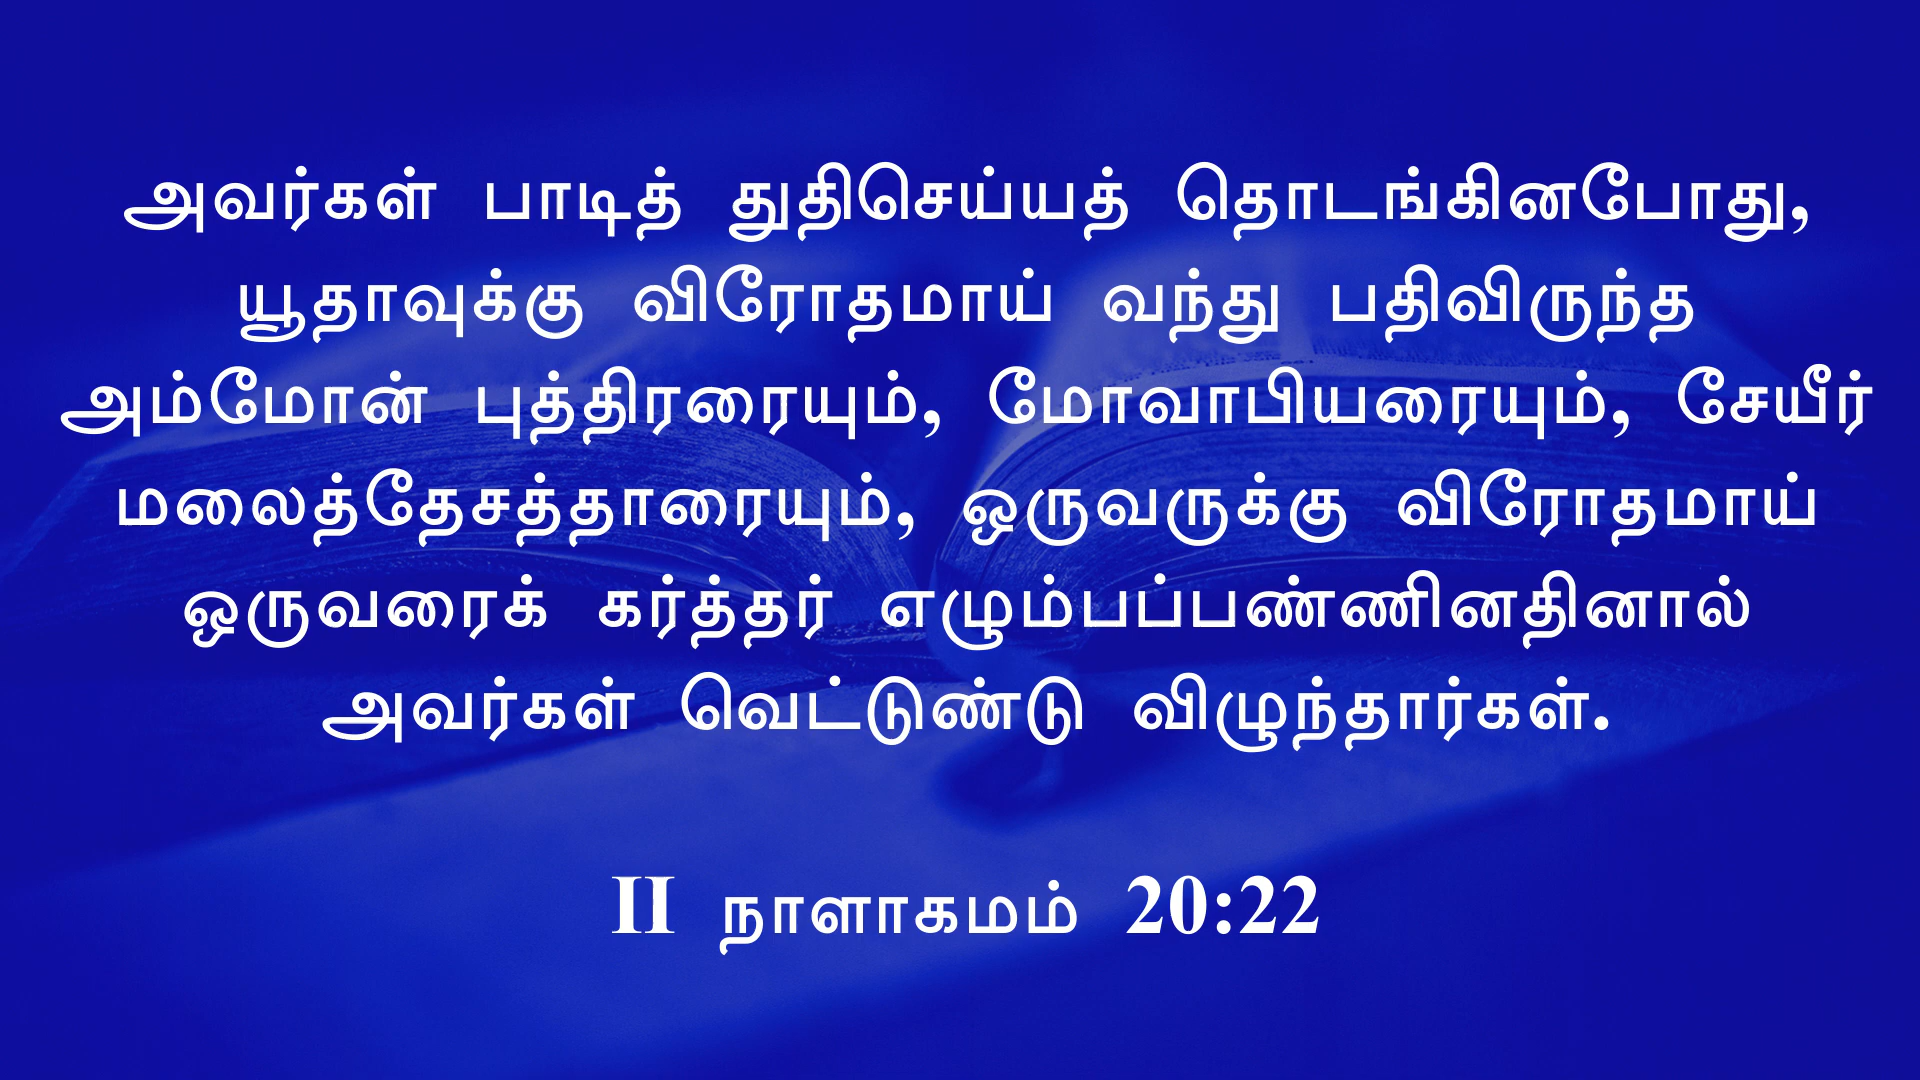 அவர்கள் பாடித் துதிசெய்யத் தொடங்கினபோது,
யூதாவுக்கு விரோதமாய் வந்து பதிவிருந்த
அம்மோன் புத்திரரையும், மோவாபியரையும், சேயீர்
மலைத்தேசத்தாரையும், ஒருவருக்கு விரோதமாய்
ஒருவரைக் கர்த்தர் எழும்பப்பண்ணினதினால்
அவர்கள் வெட்டுண்டு விழுந்தார்கள்.
II நாளாகமம் 20:22